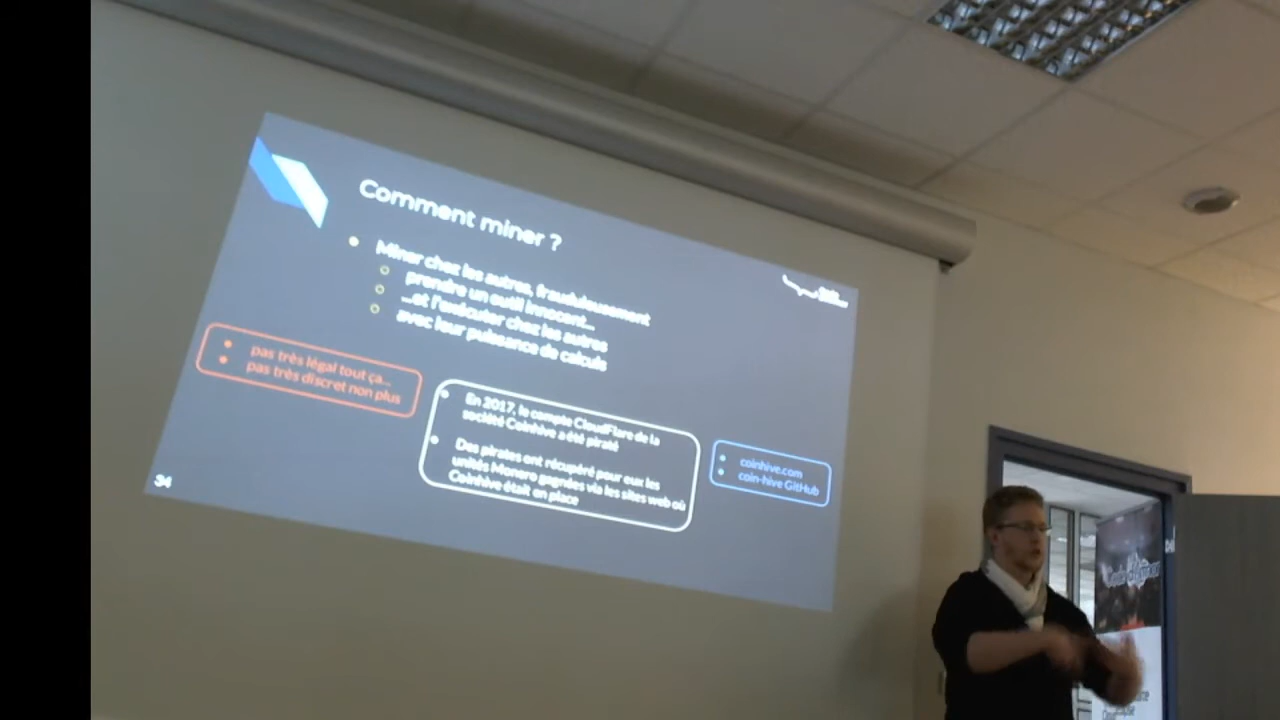 Comment miner ?
Miner chez les autres, frauduleusement
prendre un outil innocent...
...et l'exécuter chez les autres
avec leur puissance de calculs
pas très légal tout ça...
pas très discret non plus
En 2017, le compte CloudFlare de la
société Coinhive a été piraté
Des pirates ont récupéré pour eux les
unités Monero gagnées via les sites web où
Coinhive était en place
coinhive.com
coin-hive GitHub
34